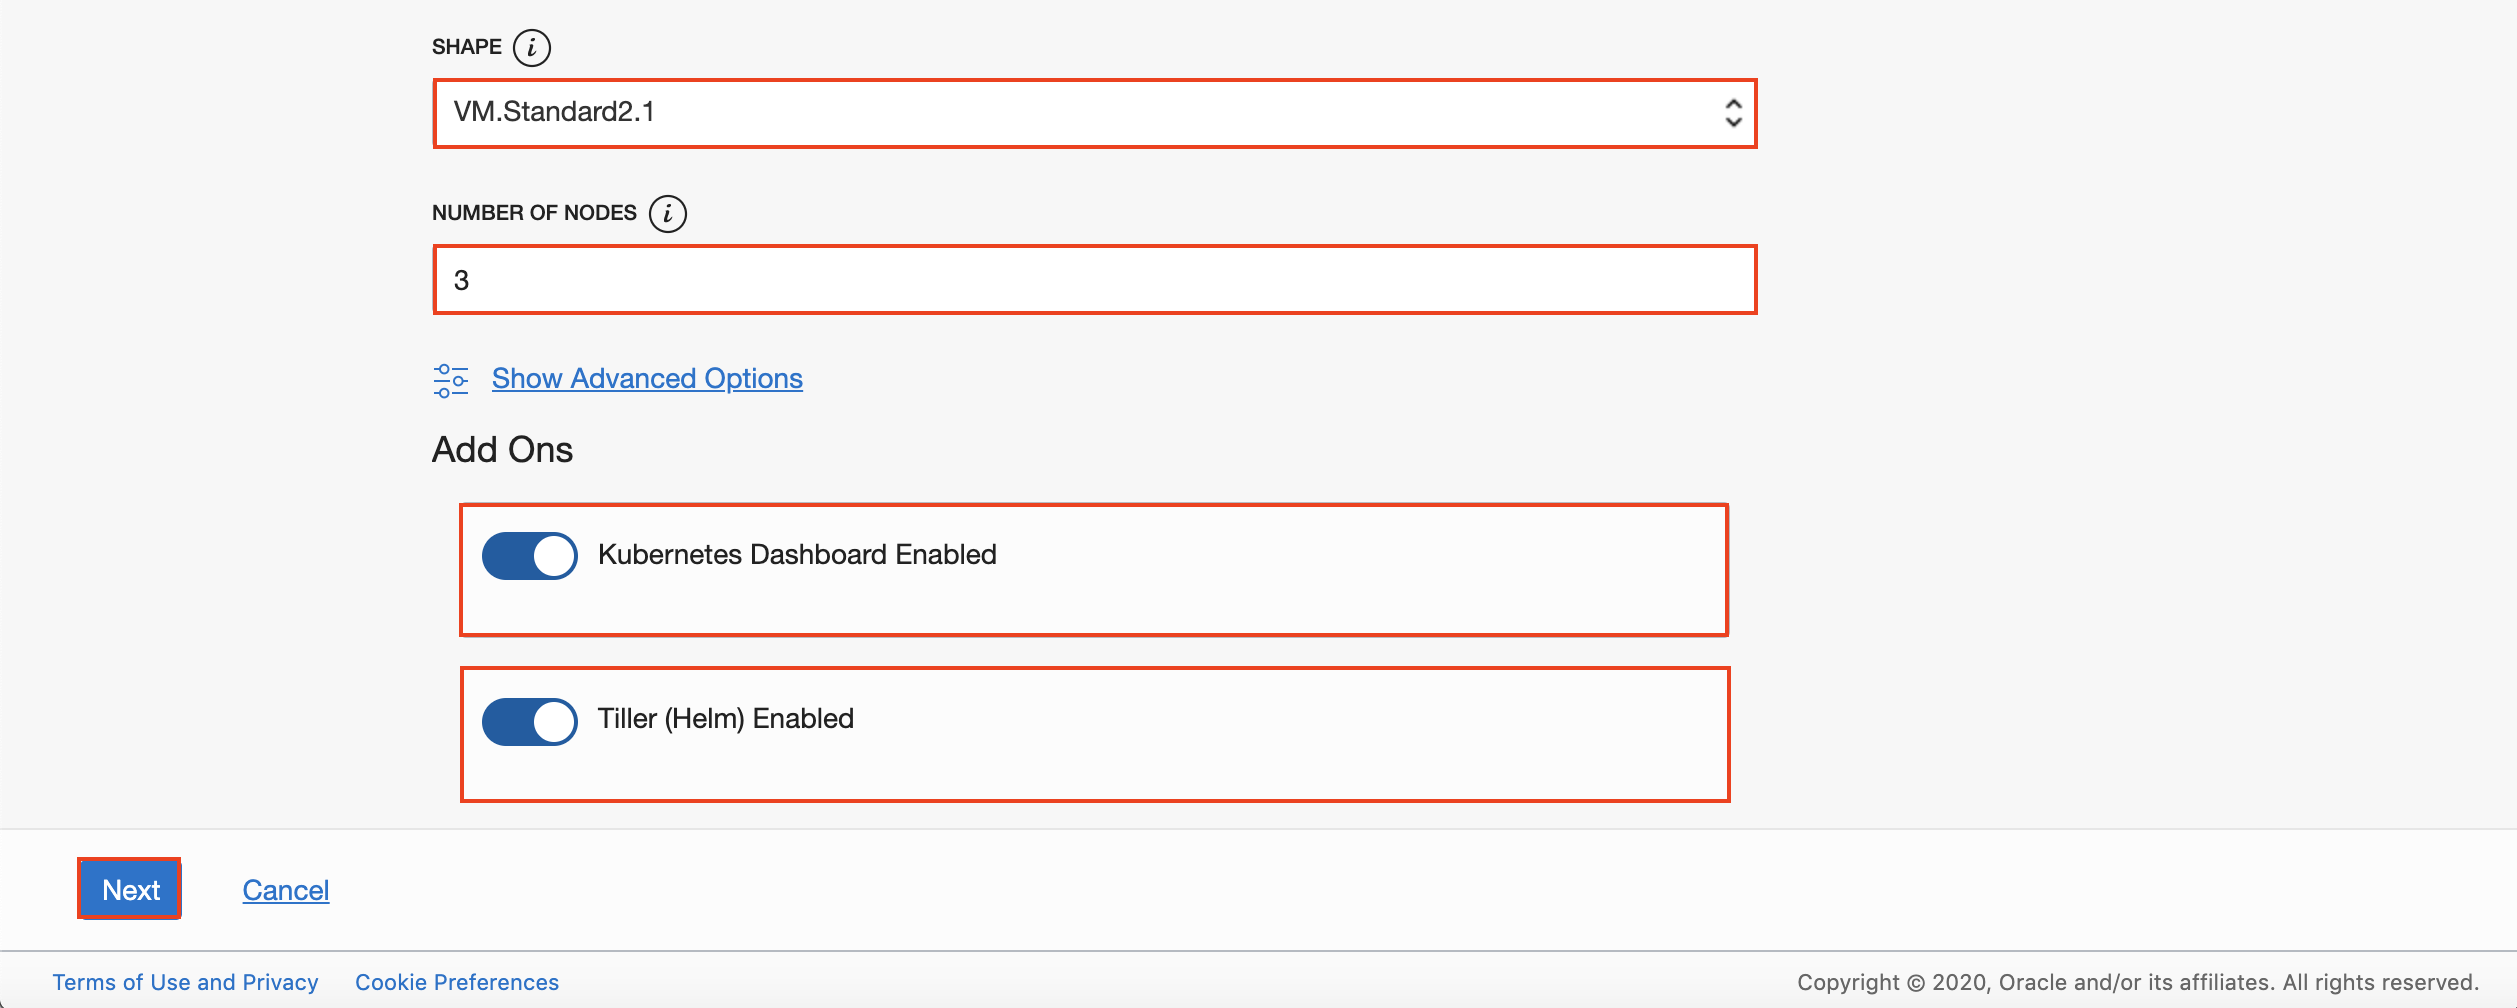 SHAPE i
VM.Standard2.1
NUMBER OF NODES i
3
Show Advanced Options
Add Ons
Kubernetes Dashboard Enabled
Tiller (Helm) Enabled
Next Cancel
Terms of Use and Privacy Cookie Preferences Copyright © 2020, Oracle and/or its affiliates. All rights reserved.